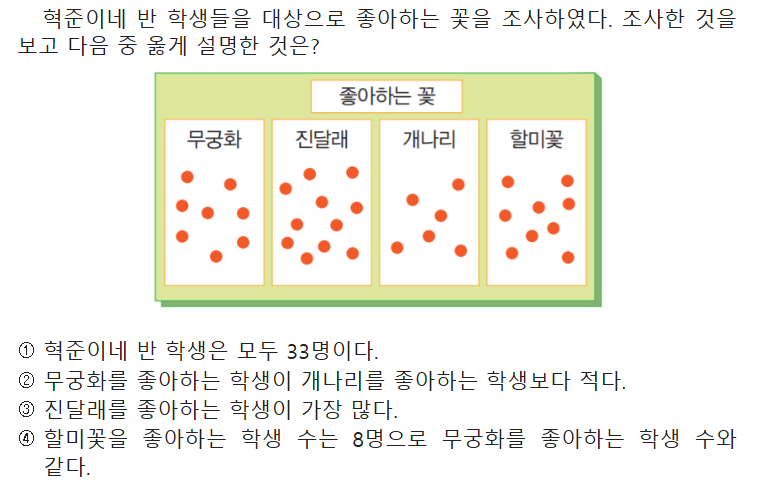 혁준이네 반 학생들을 대상으로 좋아하는 꽃을 조사하였다. 조사한 것을
보고 다음 중 옳게 설명한 것은?
좋아하는 꽃
무궁화
진달래
개나리
할미꽃
① 혁준이네 반 학생은 모두 33명이다.
② 무궁화를 좋아하는 학생이 개나리를 좋아하는 학생보다 적다.
③ 진달래를 좋아하는 학생이 가장 많다.
④ 할미꽃을 좋아하는 학생 수는 8명으로 무궁화를 좋아하는 학생 수와
같다.